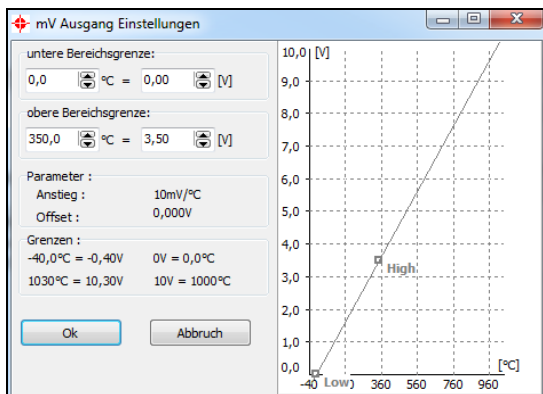 mV Ausgang Einstellungen
untere Bereichsgrenze:
0,0 °C = 0,00 [V]
obere Bereichsgrenze:
350,0 °C = 3,50 [V]
Parameter :
Anstieg : 10mV/°C
Offset : 0,000V
Grenzen :
-40,0°C = -0,40V 0V = 0,0°C
1030°C = 10,30V 10V = 1000°C
Ok Abbruch
10,0 [V]
9,0
8,0
7,0
6,0
5,0
4,0
High
3,0
2,0
1,0
0,0 [°C]
Low
-40 160 360 560 760 960